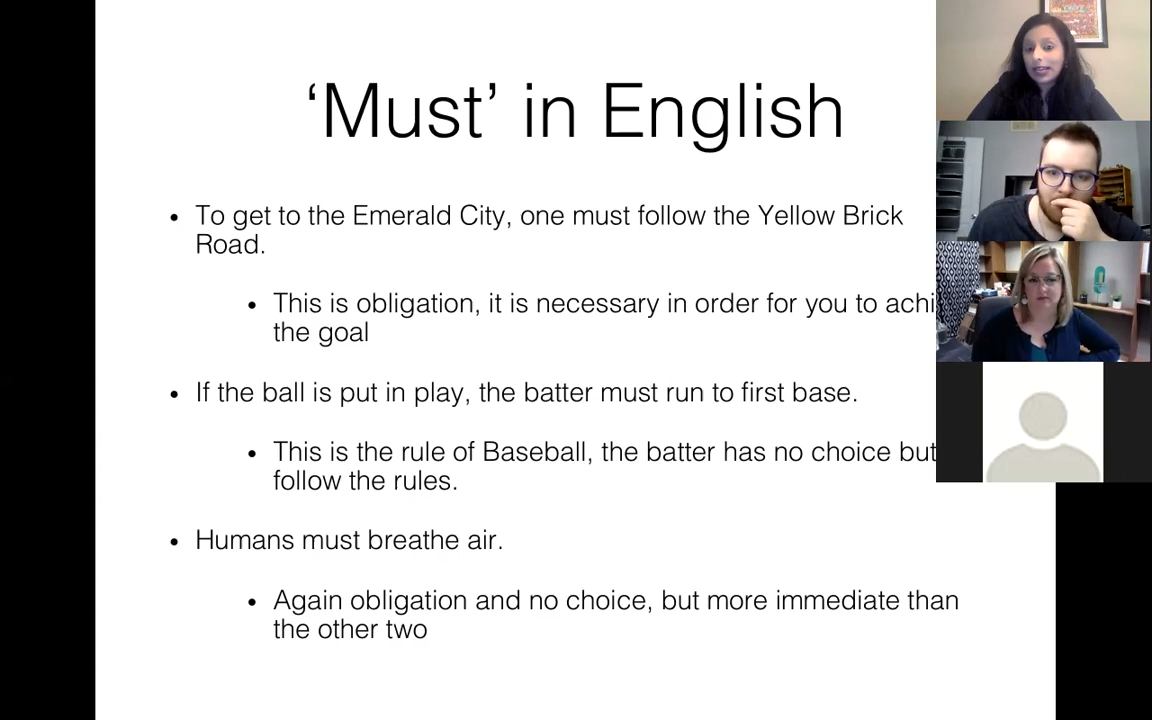 ‘Must’ in English
• To get to the Emerald City, one must follow the Yellow Brick
Road.
• This is obligation, it is necessary in order for you to achi
the goal
• If the ball is put in play, the batter must run to first base.
• This is the rule of Baseball, the batter has no choice but
follow the rules.
• Humans must breathe air.
• Again obligation and no choice, but more immediate than
the other two